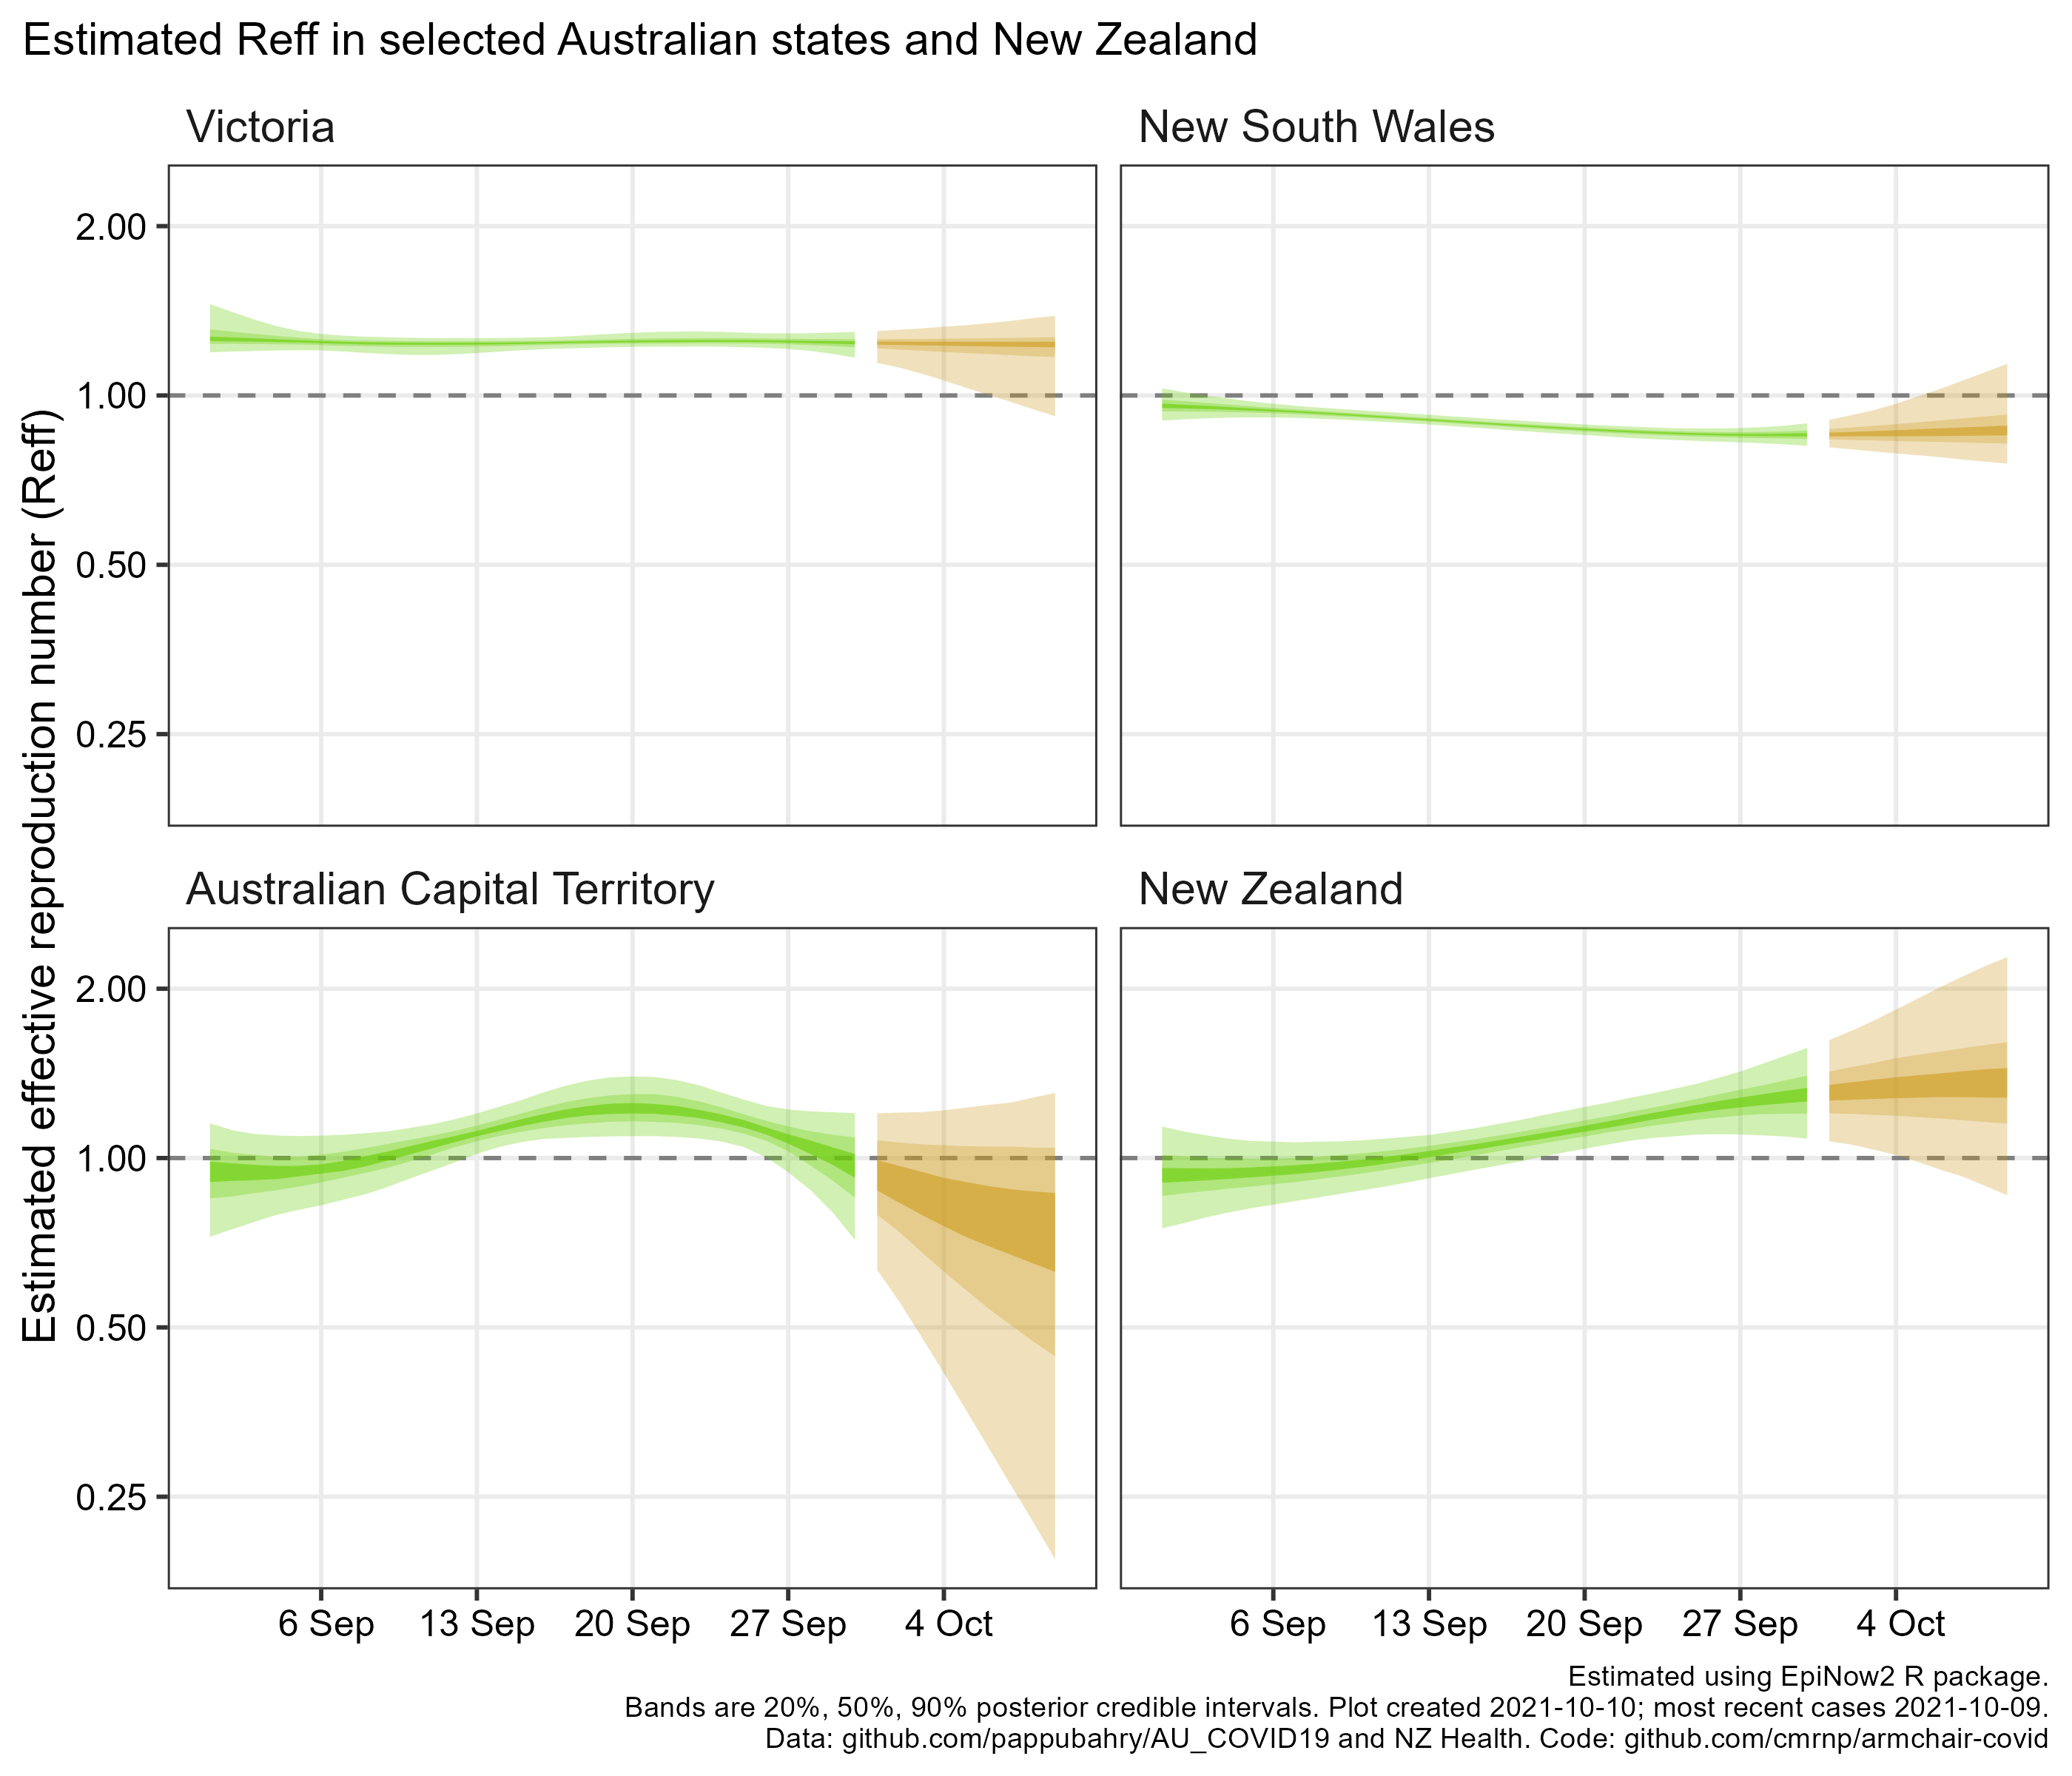 Estimated Reff in selected Australian states and New Zealand
Victoria
New South Wales
Estimated effective reproduction number (Reff)
2.00
1.00
0.50
0.25
Australian Capital Territory
New Zealand
2.00
1.00
0.50
0.25
6 Sep 13 Sep 20 Sep 27 Sep 4 Oct
6 Sep 13 Sep 20 Sep 27 Sep 4 Oct
Estimated using EpiNow2 R package.
Bands are 20%, 50%, 90% posterior credible intervals. Plot created 2021-10-10; most recent cases 2021-10-09.
Data: github.com/pappubahry/AU_COVID19 and NZ Health. Code: github.com/cmrnp/armchair-covid